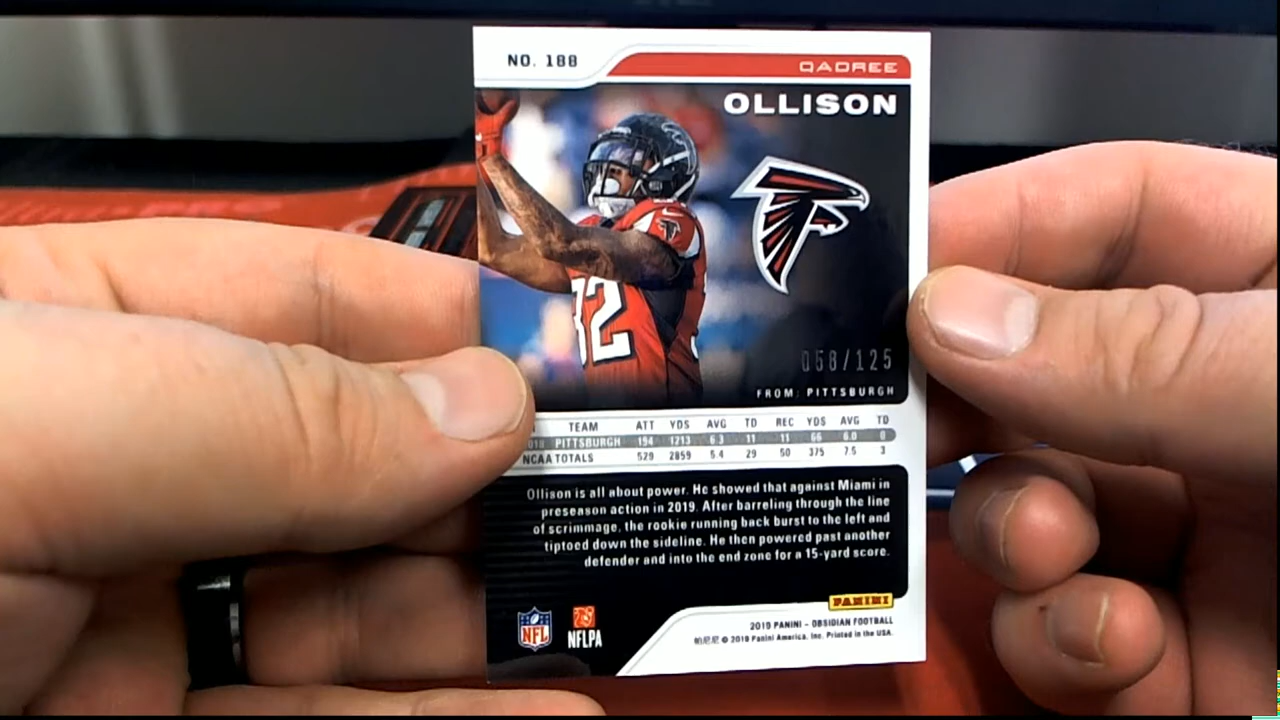 NO. 188
QADREE
OLLISON
32
058/125
FROM: PITTSBURGH
TEAM ATT YDS AVG TD REC YDS AVG TD
PITTSBURGH 194 1213 6.3 11 11 66 6.0 0
NCAA TOTALS 529 2859 5.4 29 50 375 7.5 3
Ollison is all about power. He showed that against Miami in
preseason action in 2019. After barreling through the line
of scrimmage, the rookie running back burst to the left and
tiptoed down the sideline. He then powered past another
defender and into the end zone for a 15-yard score.
PANINI
NFL
NFLPA
2019 PANINI - OBSIDIAN FOOTBALL
帕尼尼 © 2019 Panini America, Inc. Printed in the USA.